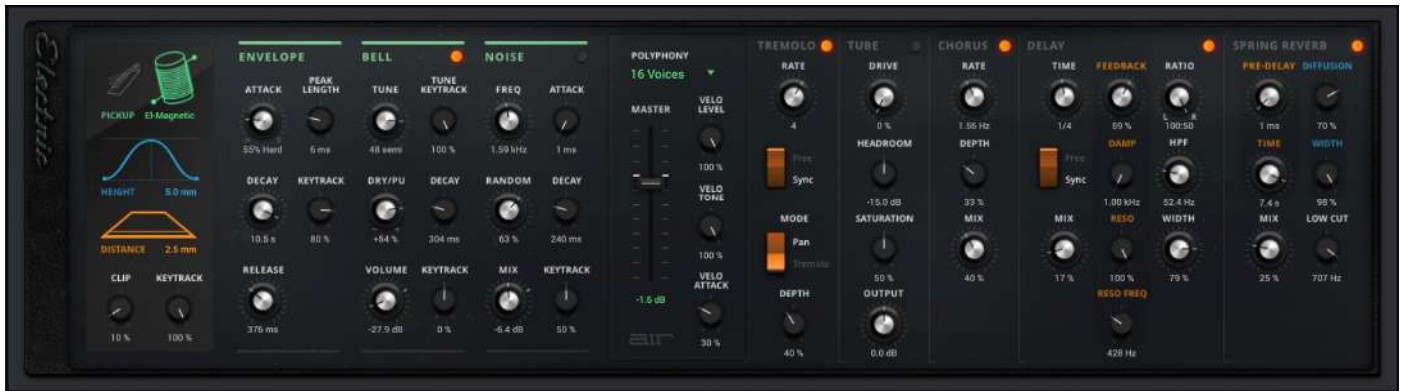 Electric
PICKUP El-Magnetic
HEIGHT 5.0 mm
DISTANCE 2.5 mm
CLIP KEYTRACK
10 % 100 %
ENVELOPE
ATTACK PEAK LENGTH
55% Hard 6 ms
DECAY KEYTRACK
10.5 s 80 %
RELEASE
376 ms
BELL
TUNE TUNE KEYTRACK
48 semi 100 %
DRY/PU DECAY
+54 % 304 ms
VOLUME KEYTRACK
-27.9 dB 0 %
NOISE
FREQ ATTACK
1.59 kHz 1 ms
RANDOM DECAY
63 % 240 ms
MIX KEYTRACK
-6.4 dB 50 %
POLYPHONY
16 Voices
MASTER
-1.6 dB
air
VELO LEVEL
100 %
VELO TONE
100 %
VELO ATTACK
30 %
TREMOLO
RATE
4
Free
Sync
MODE
Pan
Tremolo
DEPTH
40 %
TUBE
DRIVE
0 %
HEADROOM
-15.0 dB
SATURATION
50 %
OUTPUT
0.0 dB
CHORUS
RATE
1.56 Hz
DEPTH
33 %
MIX
40 %
DELAY
TIME FEEDBACK RATIO
1/4 59 % L R
100:50
Free
Sync
DAMP HPF
1.00 kHz 52.4 Hz
MIX RESO WIDTH
17 % 100 % 79 %
RESO FREQ
428 Hz
SPRING REVERB
PRE-DELAY DIFFUSION
1 ms 70 %
TIME WIDTH
7.4 s 98 %
MIX LOW CUT
25 % 707 Hz